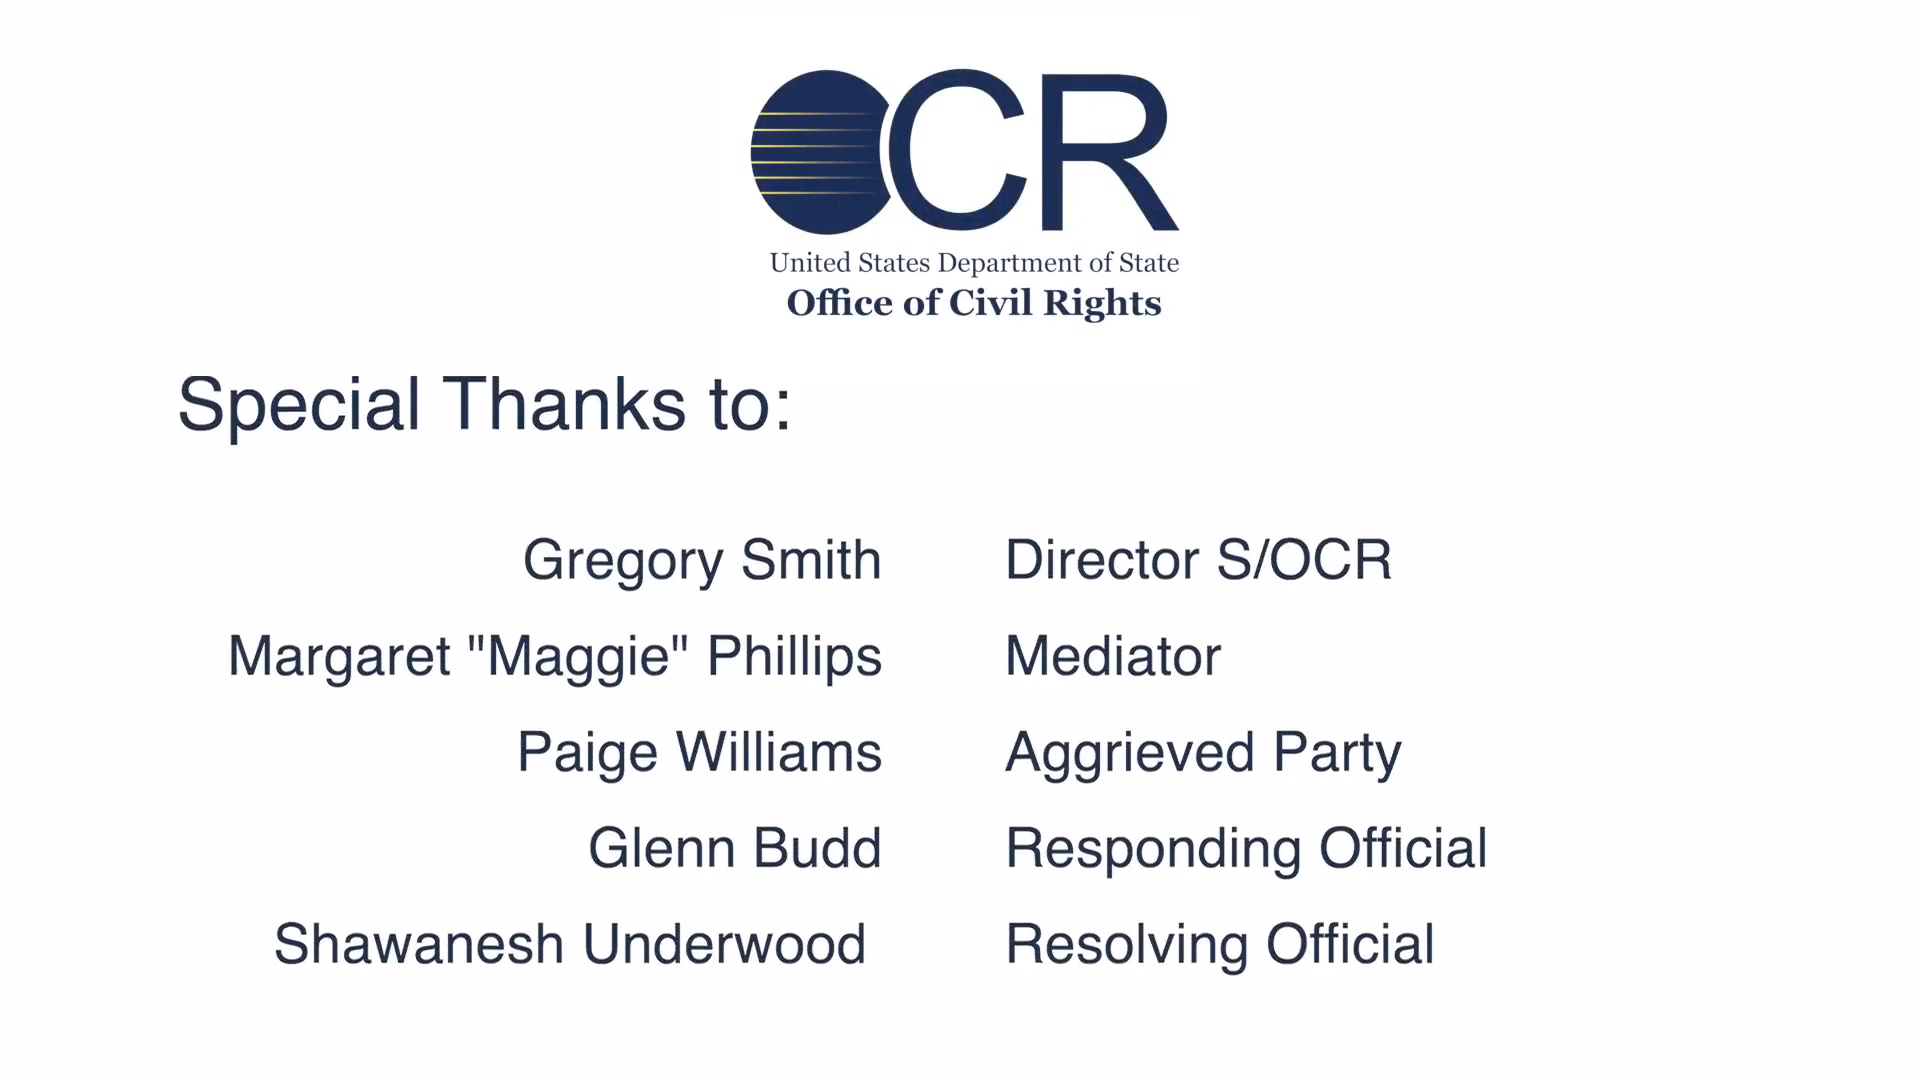 OCR
United States Department of State
Office of Civil Rights
Special Thanks to:
Gregory Smith Director S/OCR
Margaret "Maggie" Phillips Mediator
Paige Williams Aggrieved Party
Glenn Budd Responding Official
Shawanesh Underwood Resolving Official